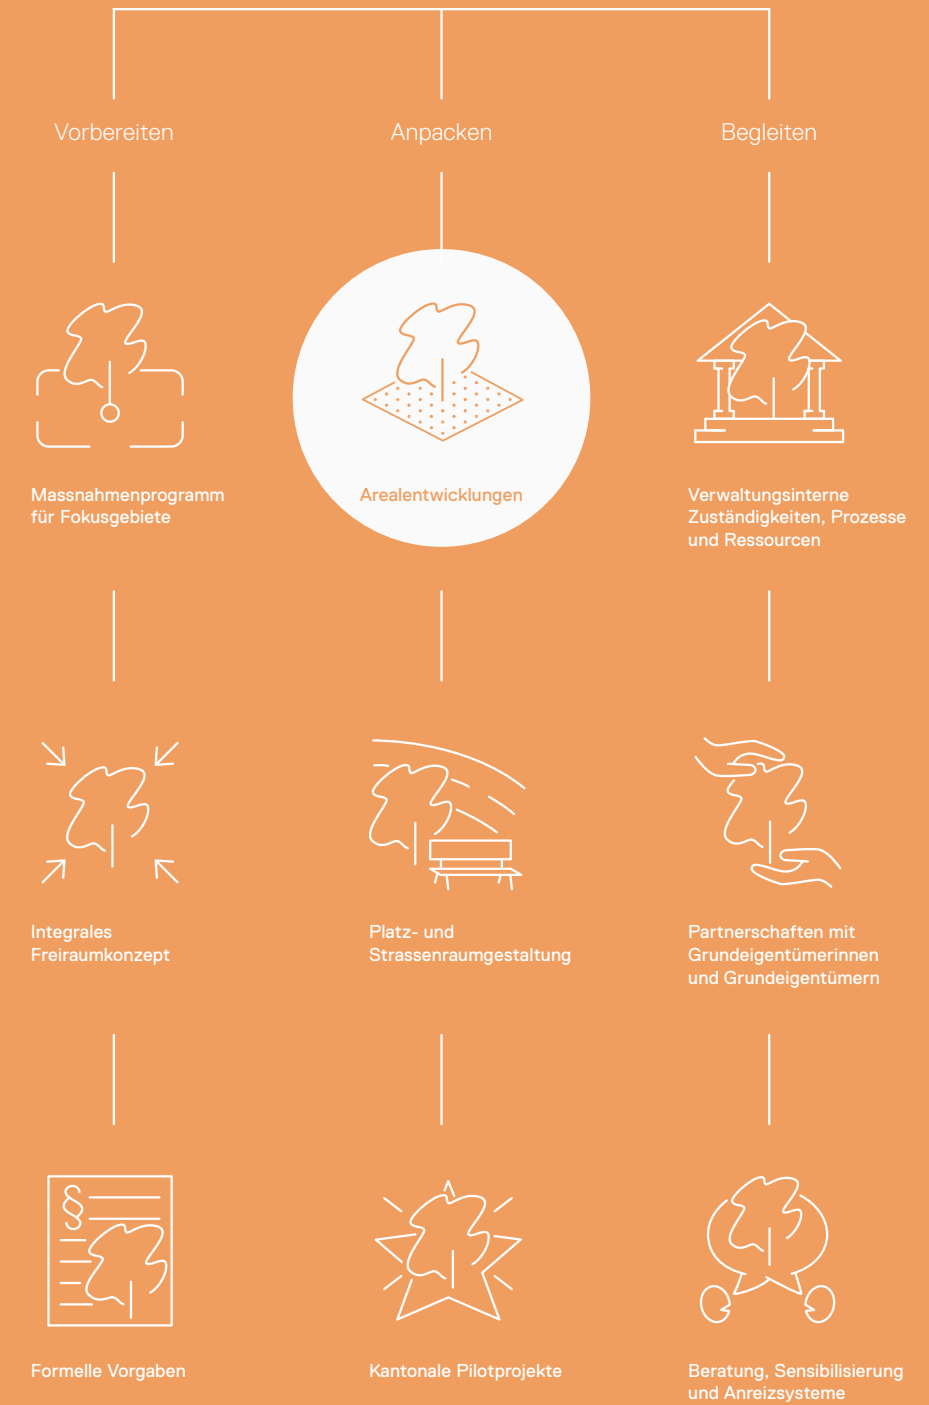 Vorbereiten
Anpacken
Begleiten
Massnahmenprogramm
für Fokusgebiete
Arealentwicklungen
Verwaltungsinterne
Zuständigkeiten, Prozesse
und Ressourcen
Integrales
Freiraumkonzept
Platz- und
Strassenraumgestaltung
Partnerschaften mit
Grundeigentümerinnen
und Grundeigentümern
§
Formelle Vorgaben
Kantonale Pilotprojekte
Beratung, Sensibilisierung
und Anreizsysteme